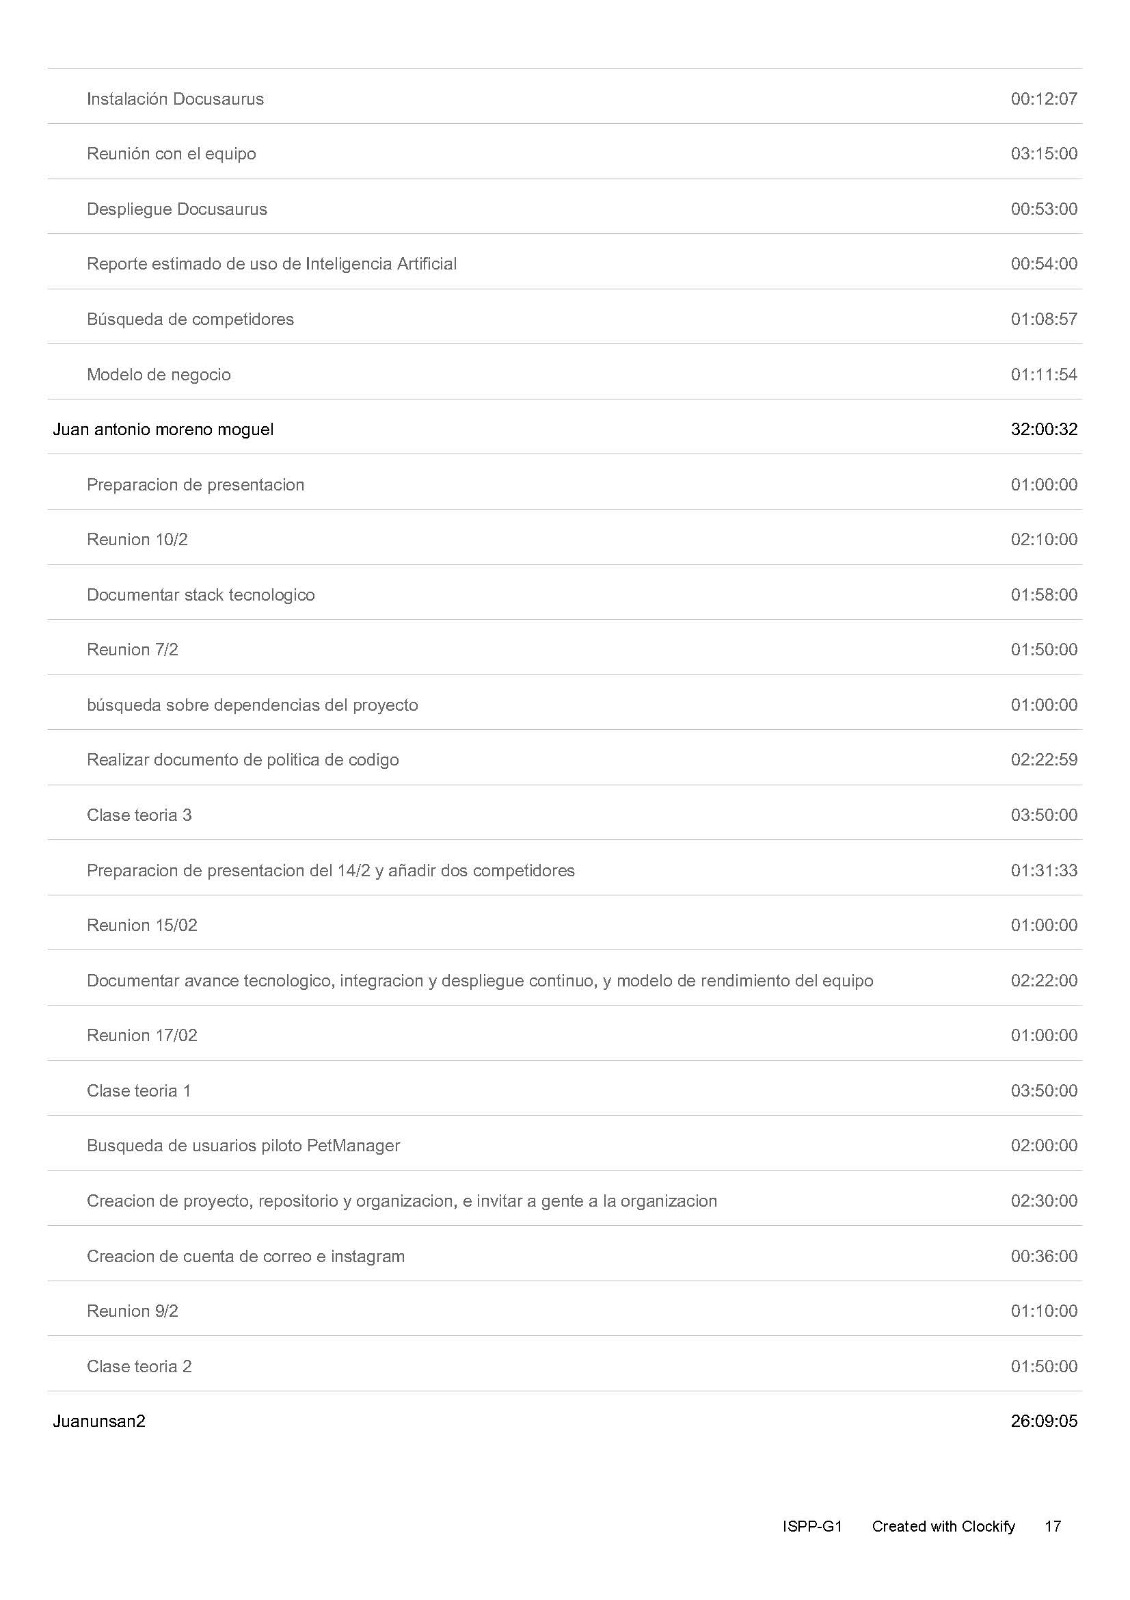 Instalación Docusaurus 00:12:07
Reunión con el equipo 03:15:00
Despliegue Docusaurus 00:53:00
Reporte estimado de uso de Inteligencia Artificial 00:54:00
Búsqueda de competidores 01:08:57
Modelo de negocio 01:11:54
Juan antonio moreno moguel 32:00:32
Preparacion de presentacion 01:00:00
Reunion 10/2 02:10:00
Documentar stack tecnologico 01:58:00
Reunion 7/2 01:50:00
búsqueda sobre dependencias del proyecto 01:00:00
Realizar documento de politica de codigo 02:22:59
Clase teoria 3 03:50:00
Preparacion de presentacion del 14/2 y añadir dos competidores 01:31:33
Reunion 15/02 01:00:00
Documentar avance tecnologico, integracion y despliegue continuo, y modelo de rendimiento del equipo 02:22:00
Reunion 17/02 01:00:00
Clase teoria 1 03:50:00
Busqueda de usuarios piloto PetManager 02:00:00
Creacion de proyecto, repositorio y organizacion, e invitar a gente a la organizacion 02:30:00
Creacion de cuenta de correo e instagram 00:36:00
Reunion 9/2 01:10:00
Clase teoria 2 01:50:00
Juanunsan2 26:09:05
ISPP-G1 Created with Clockify 17